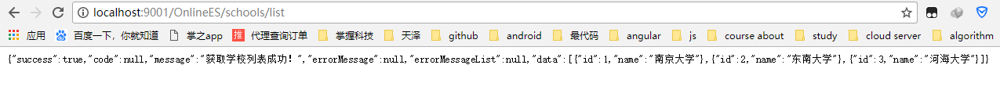 localhost:9001/OnlineES/schools/list
应用 百度一下，你就知道 掌之app 推 代理查询订单 掌握科技 天泽 github android 最代码 angular js course about study cloud server algorithm
{"success":true,"code":null,"message":"获取学校列表成功！","errorMessage":null,"errorMessageList":null,"data":[{"id":1,"name":"南京大学"},{"id":2,"name":"东南大学"},{"id":3,"name":"河海大学"}]}